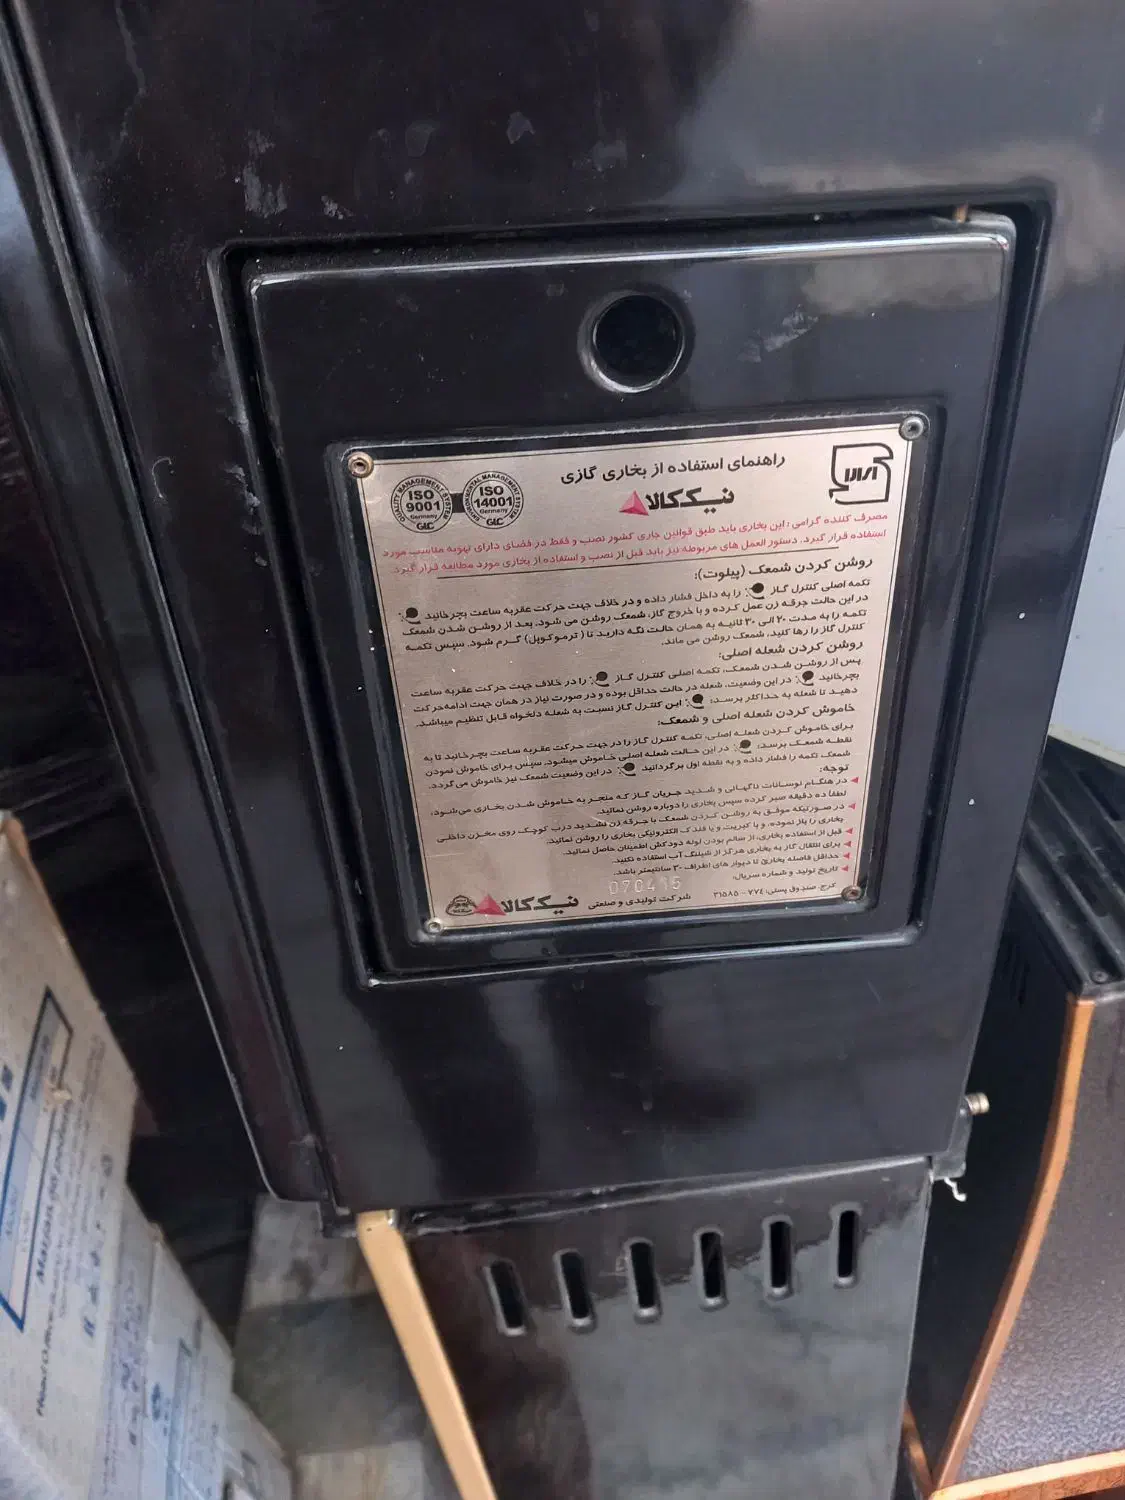 راهنمای استفاده از بخاری گازی
نیک کالا
ISO 9001
Germany
GLC
QUALITY MANAGEMENT SYSTEM
ISO 14001
Germany
GLC
ENVIRONMENTAL MANAGEMENT SYSTEM
مصرف کننده گرامی: این بخاری باید طبق قوانین جاری کشور نصب و فقط در فضای دارای تهویه مناسب مورد
استفاده قرار گیرد. دستور العمل های مربوطه نیز باید قبل از نصب و استفاده از بخاری مورد مطالعه قرار گیرد
روشن کردن شمعک (پیلوت):
تکمه اصلی کنترل گاز را به داخل فشار داده و در خلاف جهت حرکت عقربه ساعت بچرخانید
در این حالت جرقه زن عمل کرده و با خروج گاز، شمعک روشن می شود. بعد از روشن شدن شمعک
تکمه را به مدت ۲۰ الی ۳۰ ثانیه به همان حالت نگه دارید تا (ترموکوپل) گرم شود. سپس تکمه
کنترل گاز را رها کنید، شمعک روشن می ماند.
روشن کردن شعله اصلی:
پس از روشن شدن شمعک، تکمه اصلی کنترل گاز را در خلاف جهت حرکت عقربه ساعت
بچرخانید در این وضعیت، شعله در حالت حداقل بوده و در صورت نیاز در همان جهت ادامه حرکت
دهید تا شعله به حداکثر برسد: این کنترل گاز نسبت به شعله دلخواه قابل تنظیم میباشد.
خاموش کردن شعله اصلی و شمعک:
برای خاموش کردن شعله اصلی، تکمه کنترل گاز را در جهت حرکت عقربه ساعت بچرخانید تا به
نقطه شمعک برسد: در این حالت شعله اصلی خاموش میشود. سپس برای خاموش نمودن
شمعک تکمه را فشار داده و به نقطه اول برگردانید در این وضعیت شمعک نیز خاموش می گردد.
توجه:
در هنگام نوسانات ناگهانی و شدید جریان گاز که منجر به خاموش شدن بخاری می‌شود،
لطفا ده دقیقه صبر کرده سپس بخاری را دوباره روشن نمائید.
در صورتیکه موفق به روشن کردن شمعک با جرقه زن نشدید درب کوچک روی مخزن داخلی
بخاری را باز نموده، و با کبریت و یا فندک الکترونیکی بخاری را روشن نمائید.
قبل از استفاده بخاری، از سالم بودن لوله دودکش اطمینان حاصل نمائید.
برای انتقال گاز به بخاری هرگز از شیلنگ آب استفاده نکنید.
حداقل فاصله بخاری تا دیوار های اطراف ۳۰ سانتیمتر باشد.
تاریخ تولید و شماره سریال:
070415
کرج، صندوق پستی: ۷۷٤ - ۳۱۵۸۵
شرکت تولیدی و صنعتی
نیک کالا